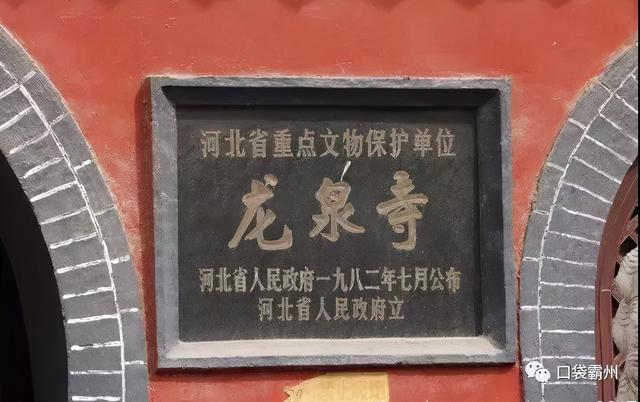 河北省重点文物保护单位
龙泉寺
河北省人民政府一九八二年七月公布
河北省人民政府立
口袋霸州